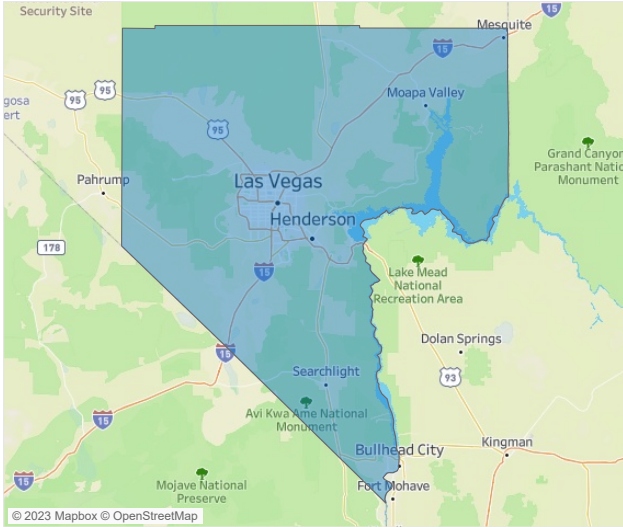 Security Site
15
Mesquite
15
95
95
gosa
ert
Moapa Valley
95
Grand Canyon
Parashant Natio
Monument
Pahrump
Las Vegas
Henderson
178
15
Lake Mead
National
Recreation Area
15
Dolan Springs
Searchlight
93
Avi Kwa Ame National
Monument
15
Bullhead City
Kingman
15
Mojave National
Preserve
Fort Mohave
© 2023 Mapbox © OpenStreetMap